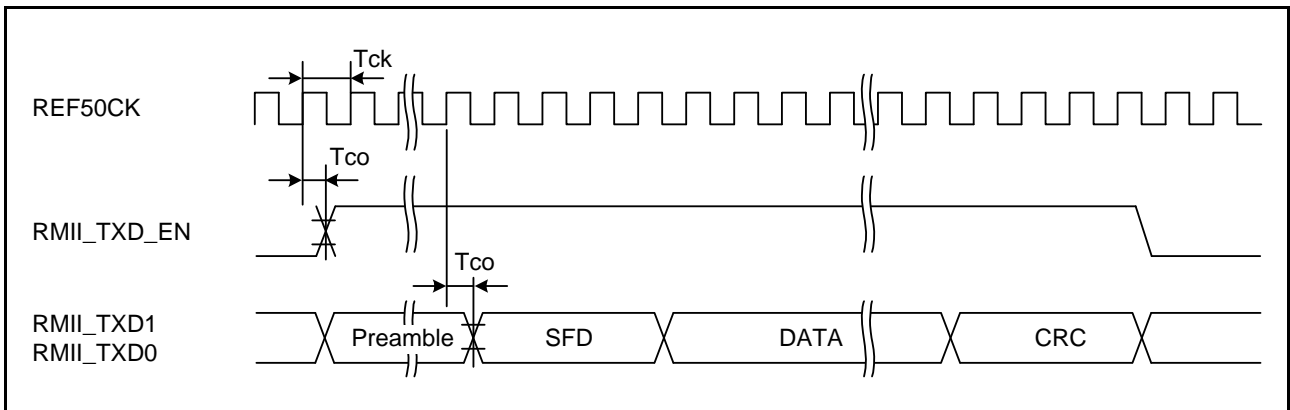 Tck
REF50CK
Tco
RMII_TXD_EN
Tco
RMII_TXD1
RMII_TXD0
Preamble SFD DATA CRC